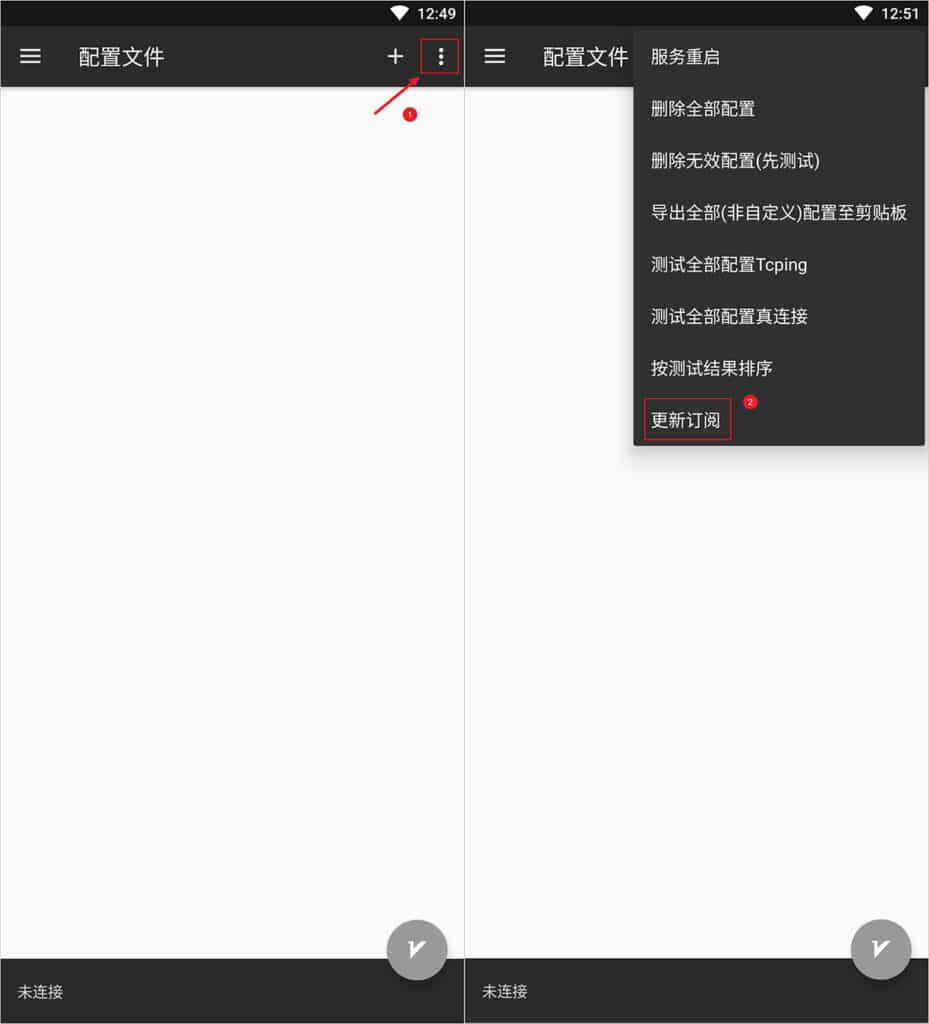 12:49
配置文件
1
未连接
12:51
配置文件
服务重启
删除全部配置
删除无效配置(先测试)
导出全部(非自定义)配置至剪贴板
测试全部配置Tcping
测试全部配置真连接
按测试结果排序
更新订阅
2
未连接